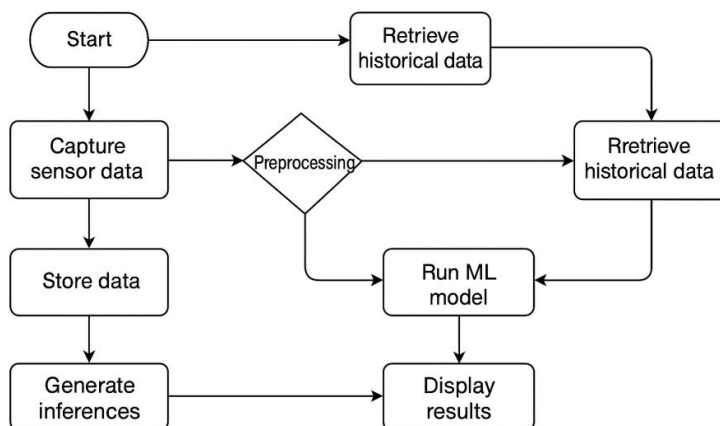 Start
Retrieve
historical data
Capture
sensor data
Preprocessing
Rretrieve
historical data
Store data
Run ML
model
Generate
inferences
Display
results